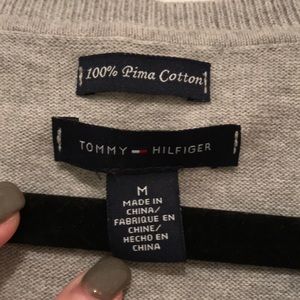 100% Pima Cotton
TOMMY HILFIGER
M
MADE IN
CHINA/
FABRIQUE EN
CHINE/
HECHO EN
CHINA